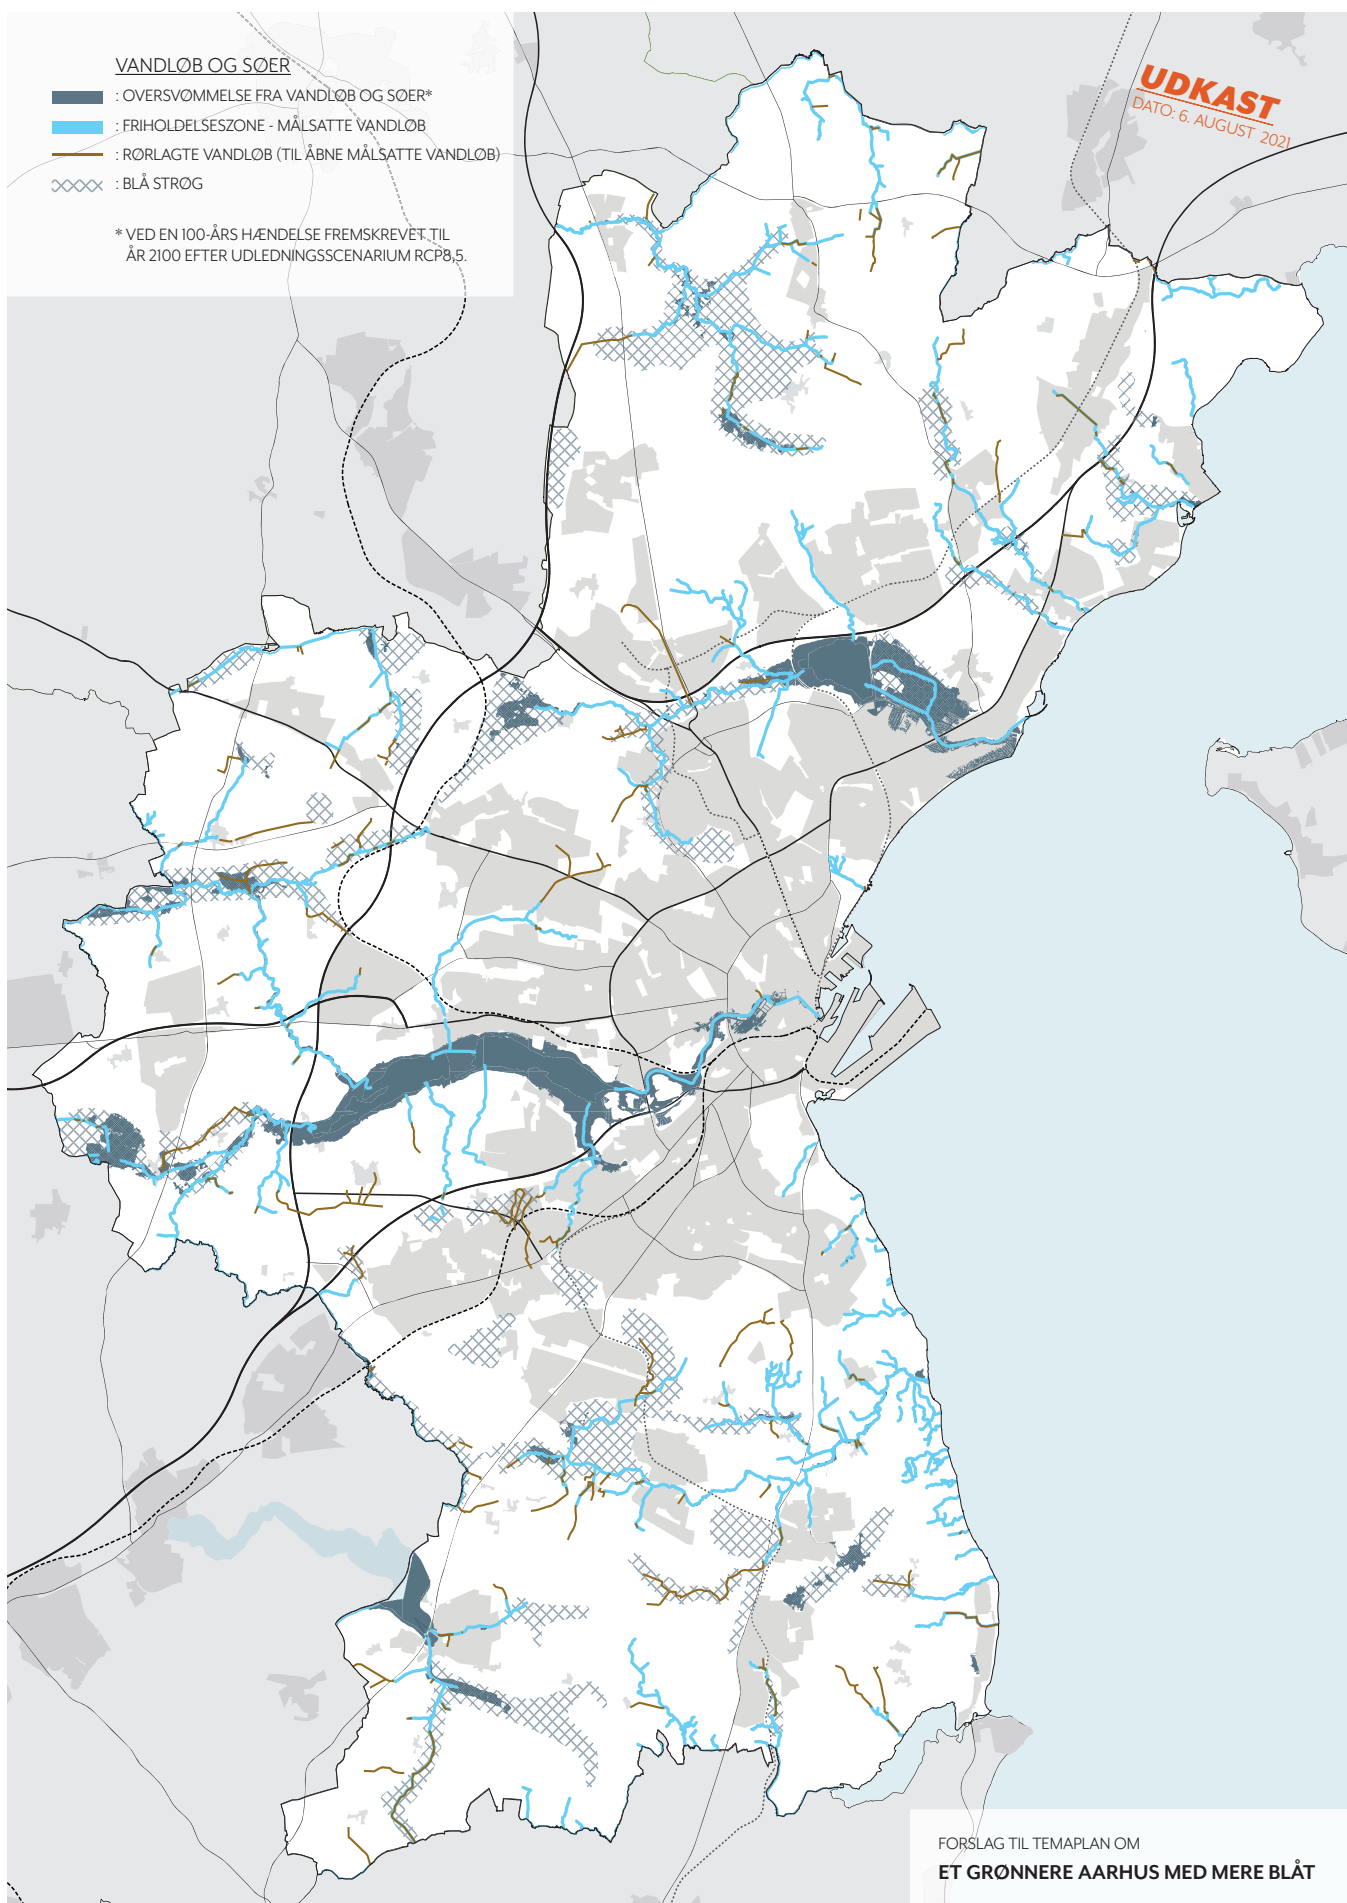 VANDLØB OG SØER
: OVERSVØMMELSE FRA VANDLØB OG SØER*
: FRIHOLDELSESZONE - MÅLSATTE VANDLØB
: RØRLAGTE VANDLØB (TIL ÅBNE MÅLSATTE VANDLØB)
: BLÅ STRØG
* VED EN 100-ÅRS HÆNDELSE FREMSKREVET TIL
ÅR 2100 EFTER UDLEDNINGSSCENARIUM RCP8,5.
UDKAST
DATO: 6. AUGUST 2021
FORSLAG TIL TEMAPLAN OM
ET GRØNNERE AARHUS MED MERE BLÅT